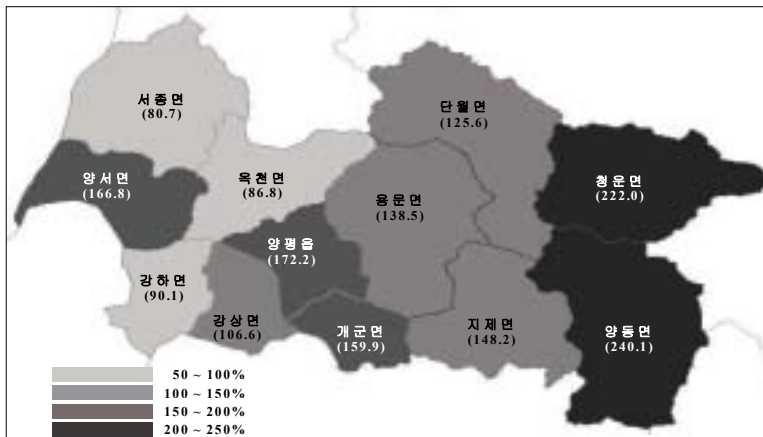 서종면
(80.7)
단월면
(125.6)
양서면
(166.8)
옥천면
(86.8)
용문면
(138.5)
청운면
(222.0)
양평읍
(172.2)
강하면
(90.1)
강상면
(106.6)
개군면
(159.9)
지제면
(148.2)
양동면
(240.1)
50 ~ 100%
100 ~ 150%
150 ~ 200%
200 ~ 250%